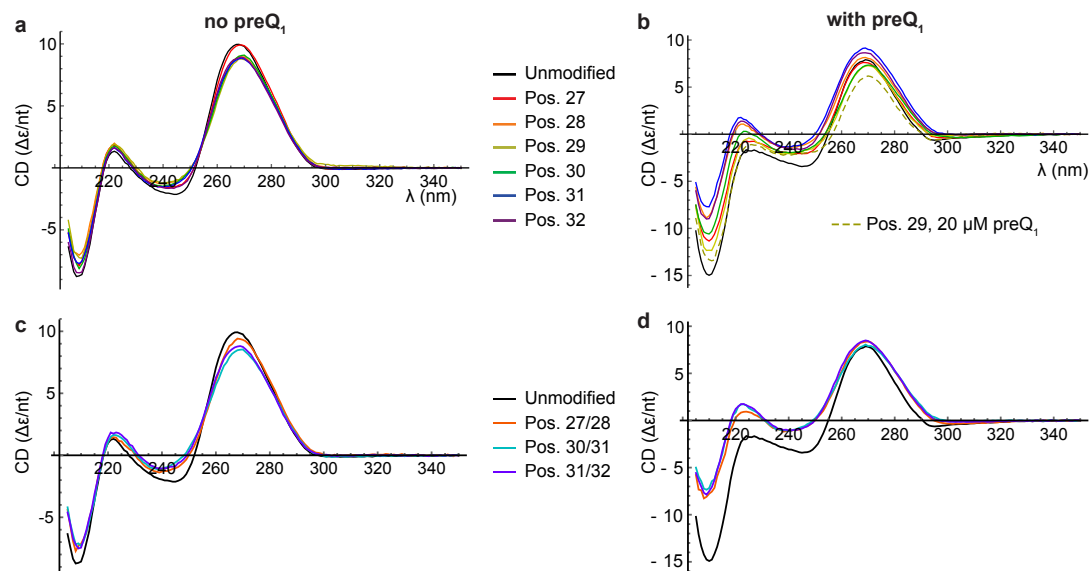 no preQ1
with preQ1
a
CD (Δε/nt)
10
5
-5
220
240
260
280
300
320
340
λ (nm)
Unmodified
Pos. 27
Pos. 28
Pos. 29
Pos. 30
Pos. 31
Pos. 32
b
CD (Δε/nt)
10
5
- 5
- 10
- 15
220
240
260
280
300
320
340
λ (nm)
Pos. 29, 20 μM preQ1
c
CD (Δε/nt)
10
5
-5
220
240
260
280
300
320
340
Unmodified
Pos. 27/28
Pos. 30/31
Pos. 31/32
d
CD (Δε/nt)
10
5
- 5
- 10
- 15
220
240
260
280
300
320
340